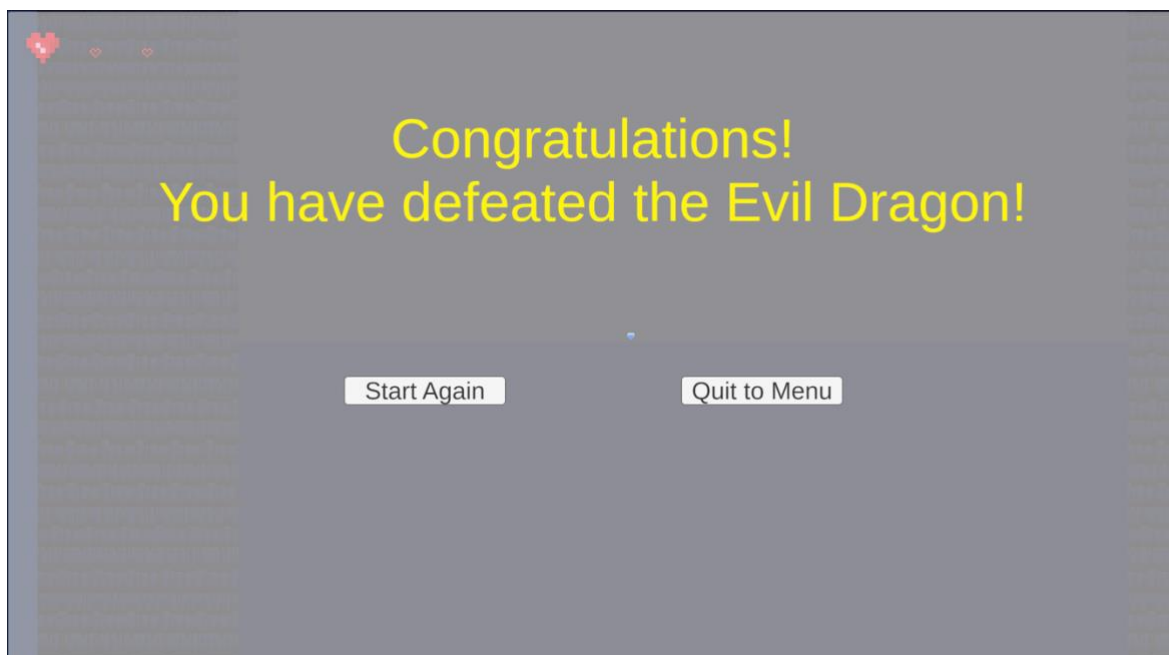 Congratulations!
You have defeated the Evil Dragon!
Start Again
Quit to Menu